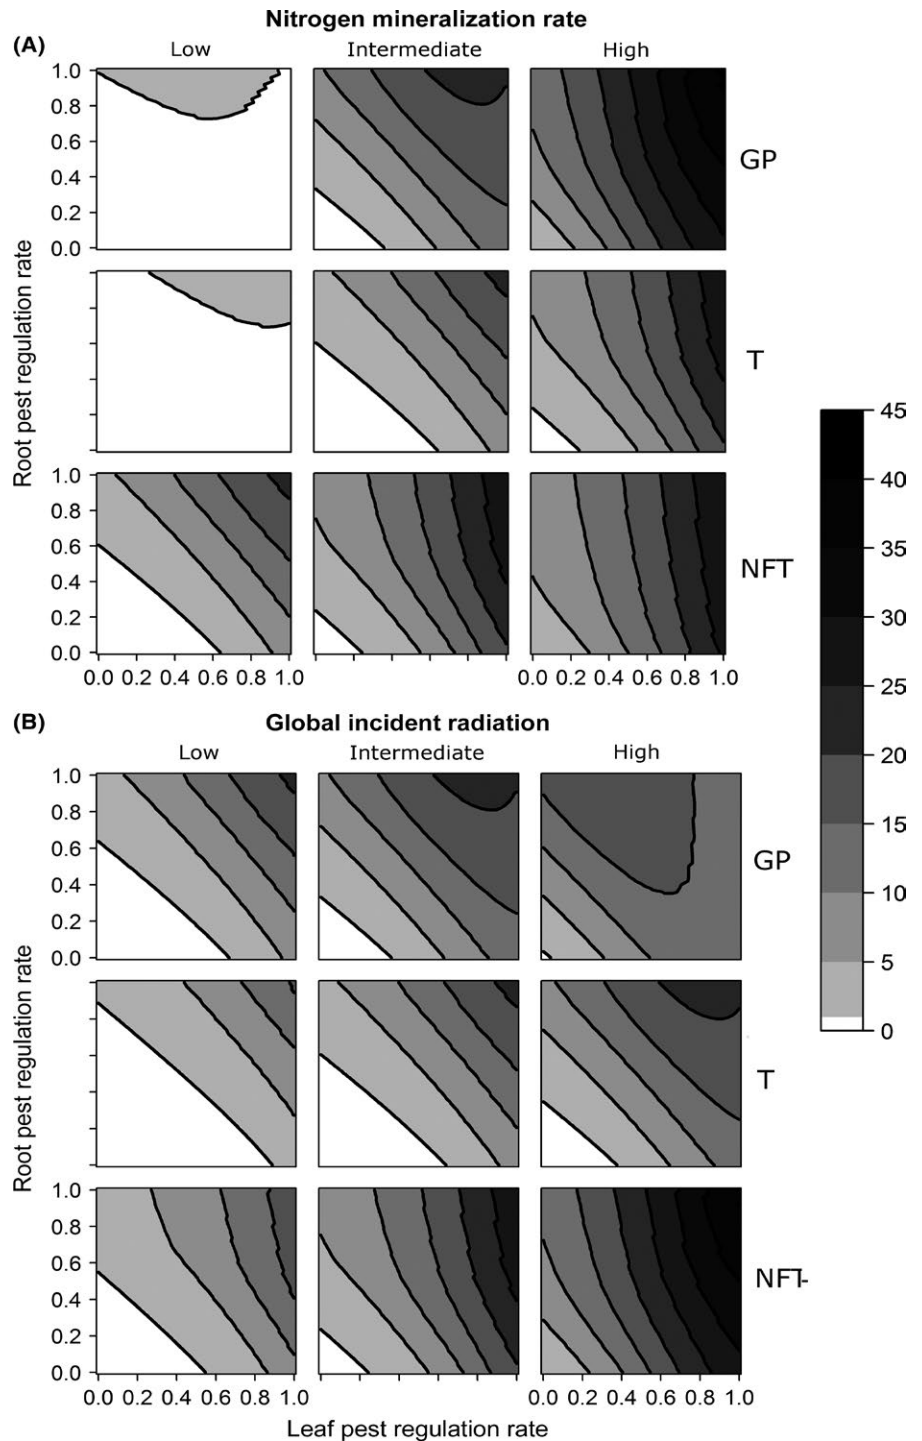 Nitrogen mineralization rate
(A)
Low Intermediate High
1.0
0.8
0.6
0.4
0.2
0.0
GP
Root pest regulation rate
T
1.0
0.8
0.6
0.4
0.2
0.0
NFT
0.0 0.2 0.4 0.6 0.8 1.0 0.0 0.2 0.4 0.6 0.8 1.0
45
40
35
30
25
20
15
10
5
0
(B) Global incident radiation
Low Intermediate High
1.0
0.8
0.6
0.4
0.2
0.0
GP
Root pest regulation rate
T
1.0
0.8
0.6
0.4
0.2
0.0
NFT-
0.0 0.2 0.4 0.6 0.8 1.0 0.0 0.2 0.4 0.6 0.8 1.0
Leaf pest regulation rate